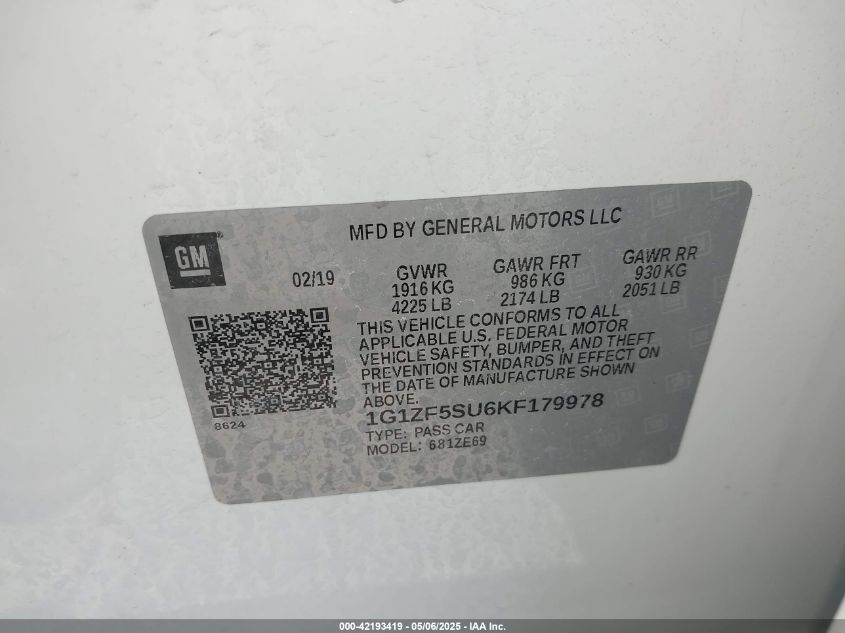 MFD BY GENERAL MOTORS LLC
GM®
02/19
GVWR
1916 KG
4225 LB
GAWR FRT
986 KG
2174 LB
GAWR RR
930 KG
2051 LB
THIS VEHICLE CONFORMS TO ALL
APPLICABLE U.S. FEDERAL MOTOR
VEHICLE SAFETY, BUMPER, AND THEFT
PREVENTION STANDARDS IN EFFECT ON
THE DATE OF MANUFACTURE SHOWN
ABOVE.
8624
1G1ZF5SU6KF179978
TYPE: PASS CAR
MODEL: 681ZE69
000-42193419 - 05/06/2025 - IAA Inc.